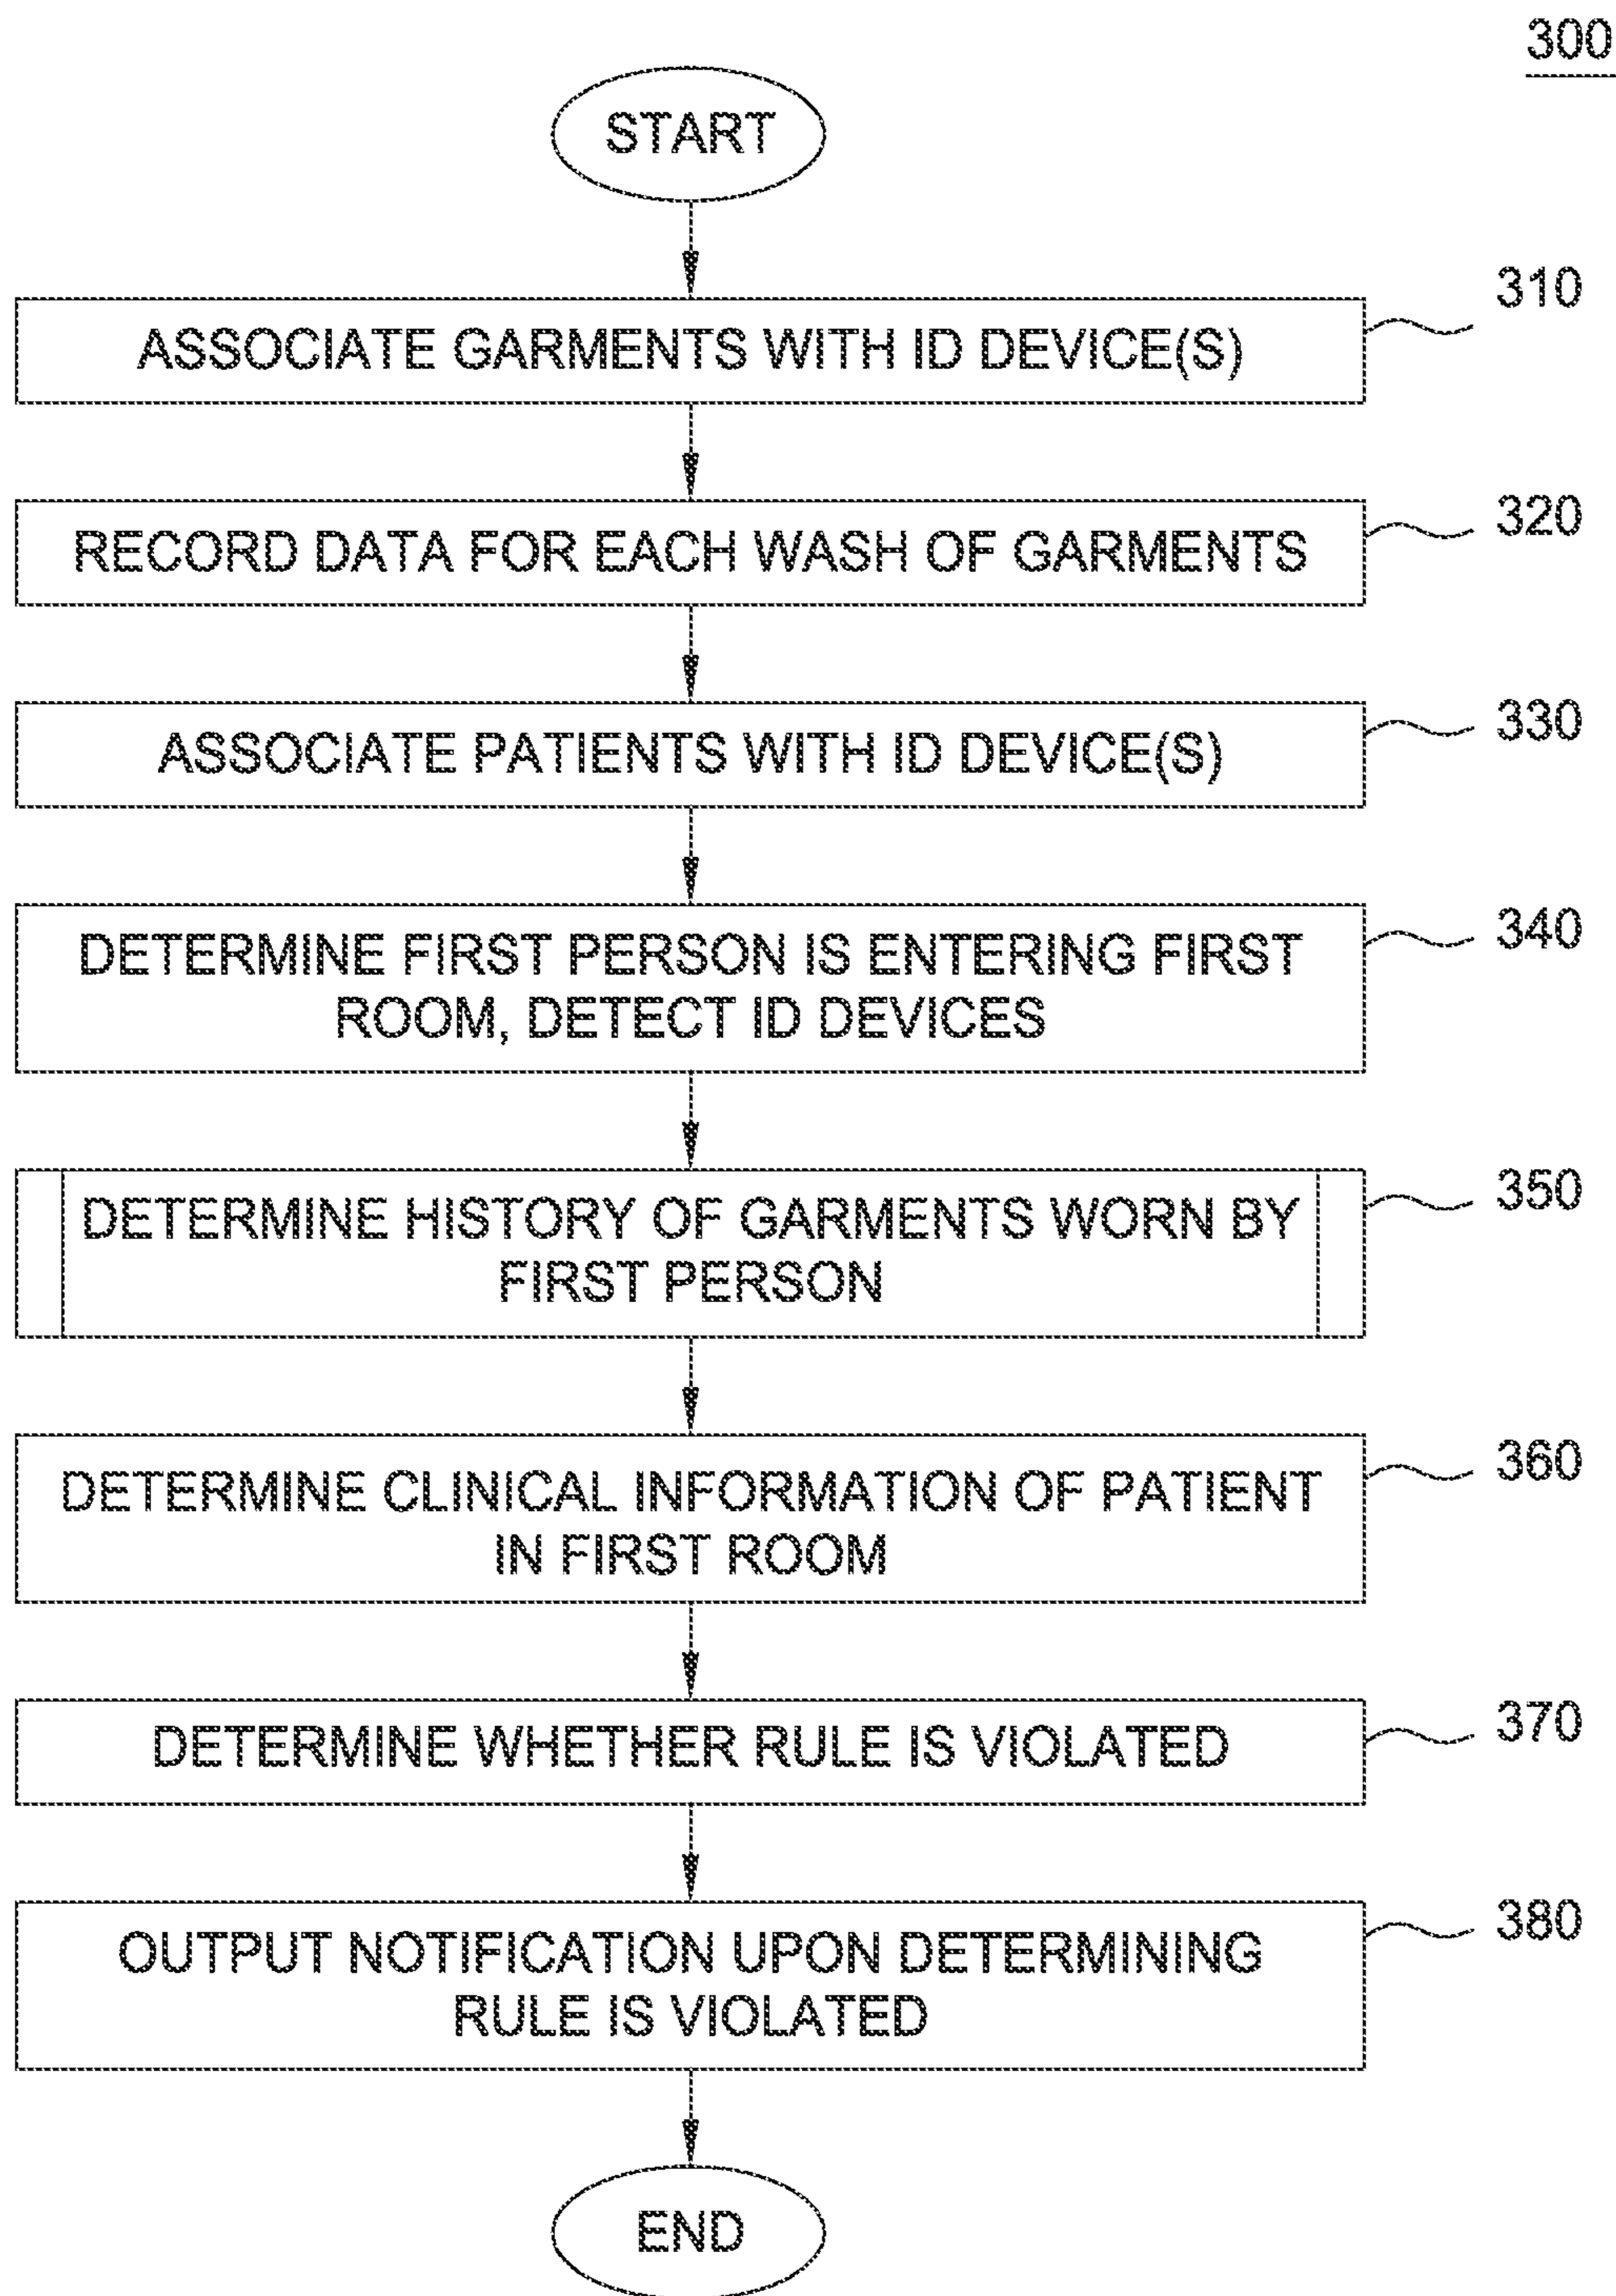 300
START
310
ASSOCIATE GARMENTS WITH ID DEVICE(S)
320
RECORD DATA FOR EACH WASH OF GARMENTS
330
ASSOCIATE PATIENTS WITH ID DEVICE(S)
340
DETERMINE FIRST PERSON IS ENTERING FIRST
ROOM, DETECT ID DEVICES
350
DETERMINE HISTORY OF GARMENTS WORN BY
FIRST PERSON
360
DETERMINE CLINICAL INFORMATION OF PATIENT
IN FIRST ROOM
370
DETERMINE WHETHER RULE IS VIOLATED
380
OUTPUT NOTIFICATION UPON DETERMINING
RULE IS VIOLATED
END